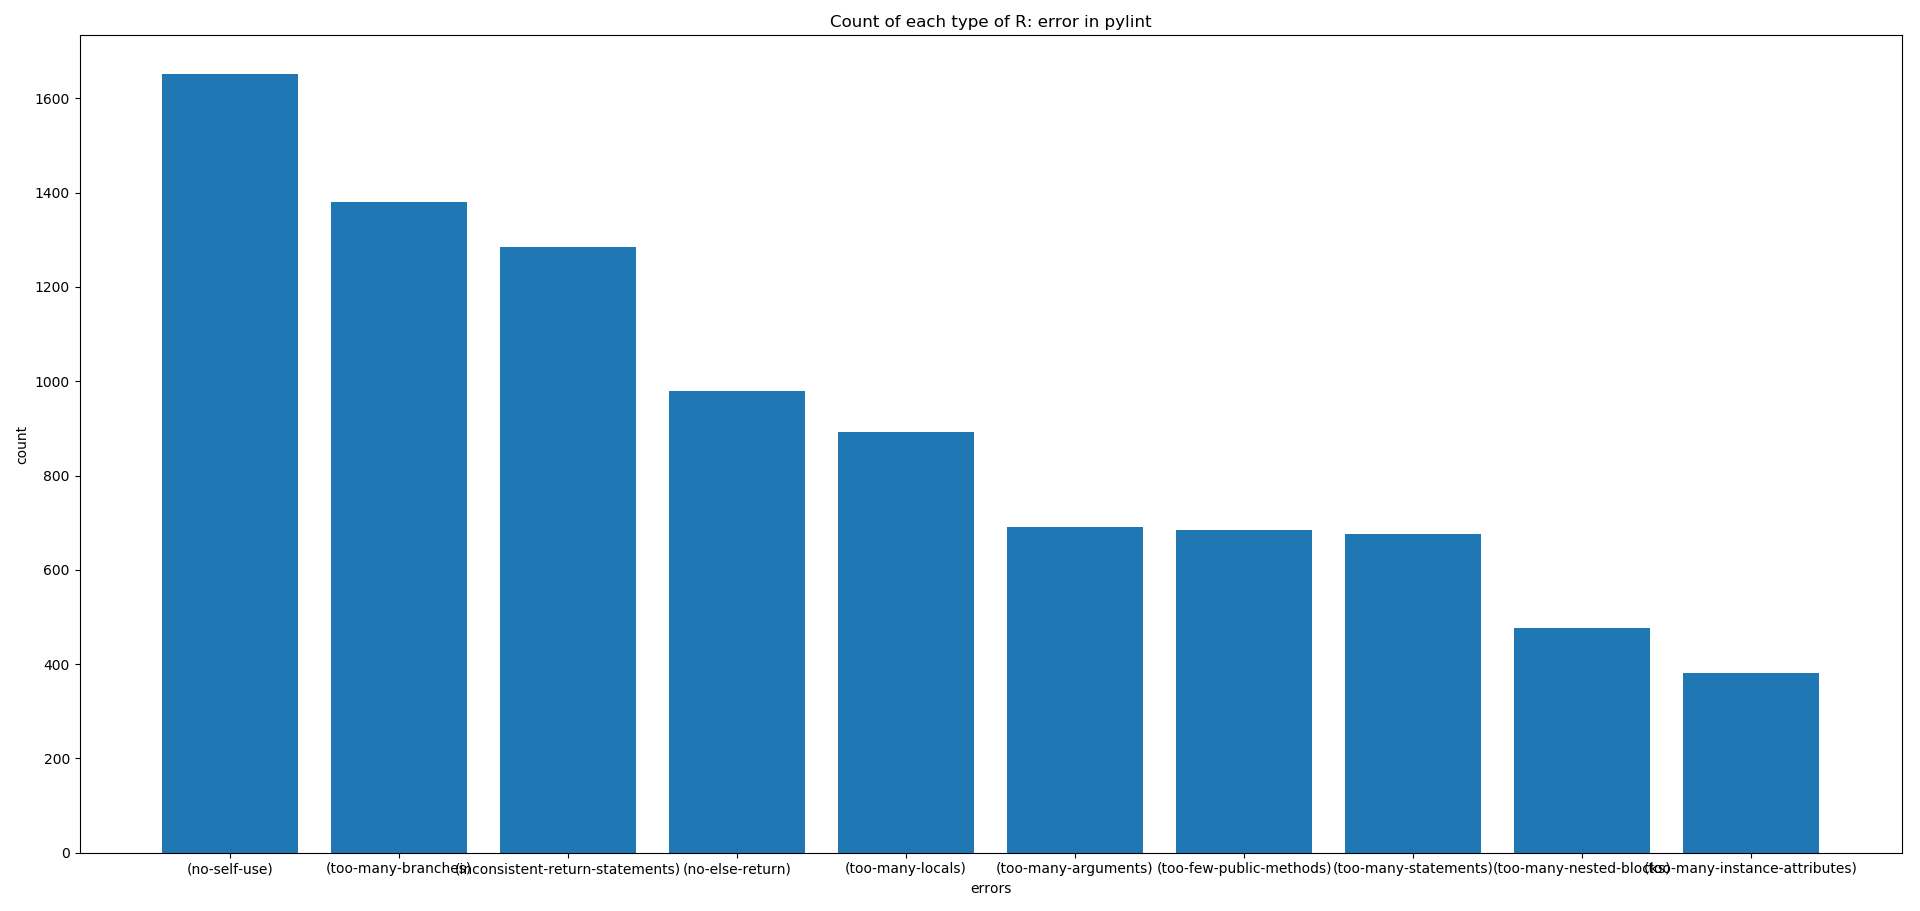 Count of each type of R: error in pylint
count
1600
1400
1200
1000
800
600
400
200
0
(no-self-use)
(too-many-branches)
(inconsistent-return-statements)
(no-else-return)
(too-many-locals)
(too-many-arguments)
(too-few-public-methods)
(too-many-statements)
(too-many-nested-blocks)
(too-many-instance-attributes)
errors